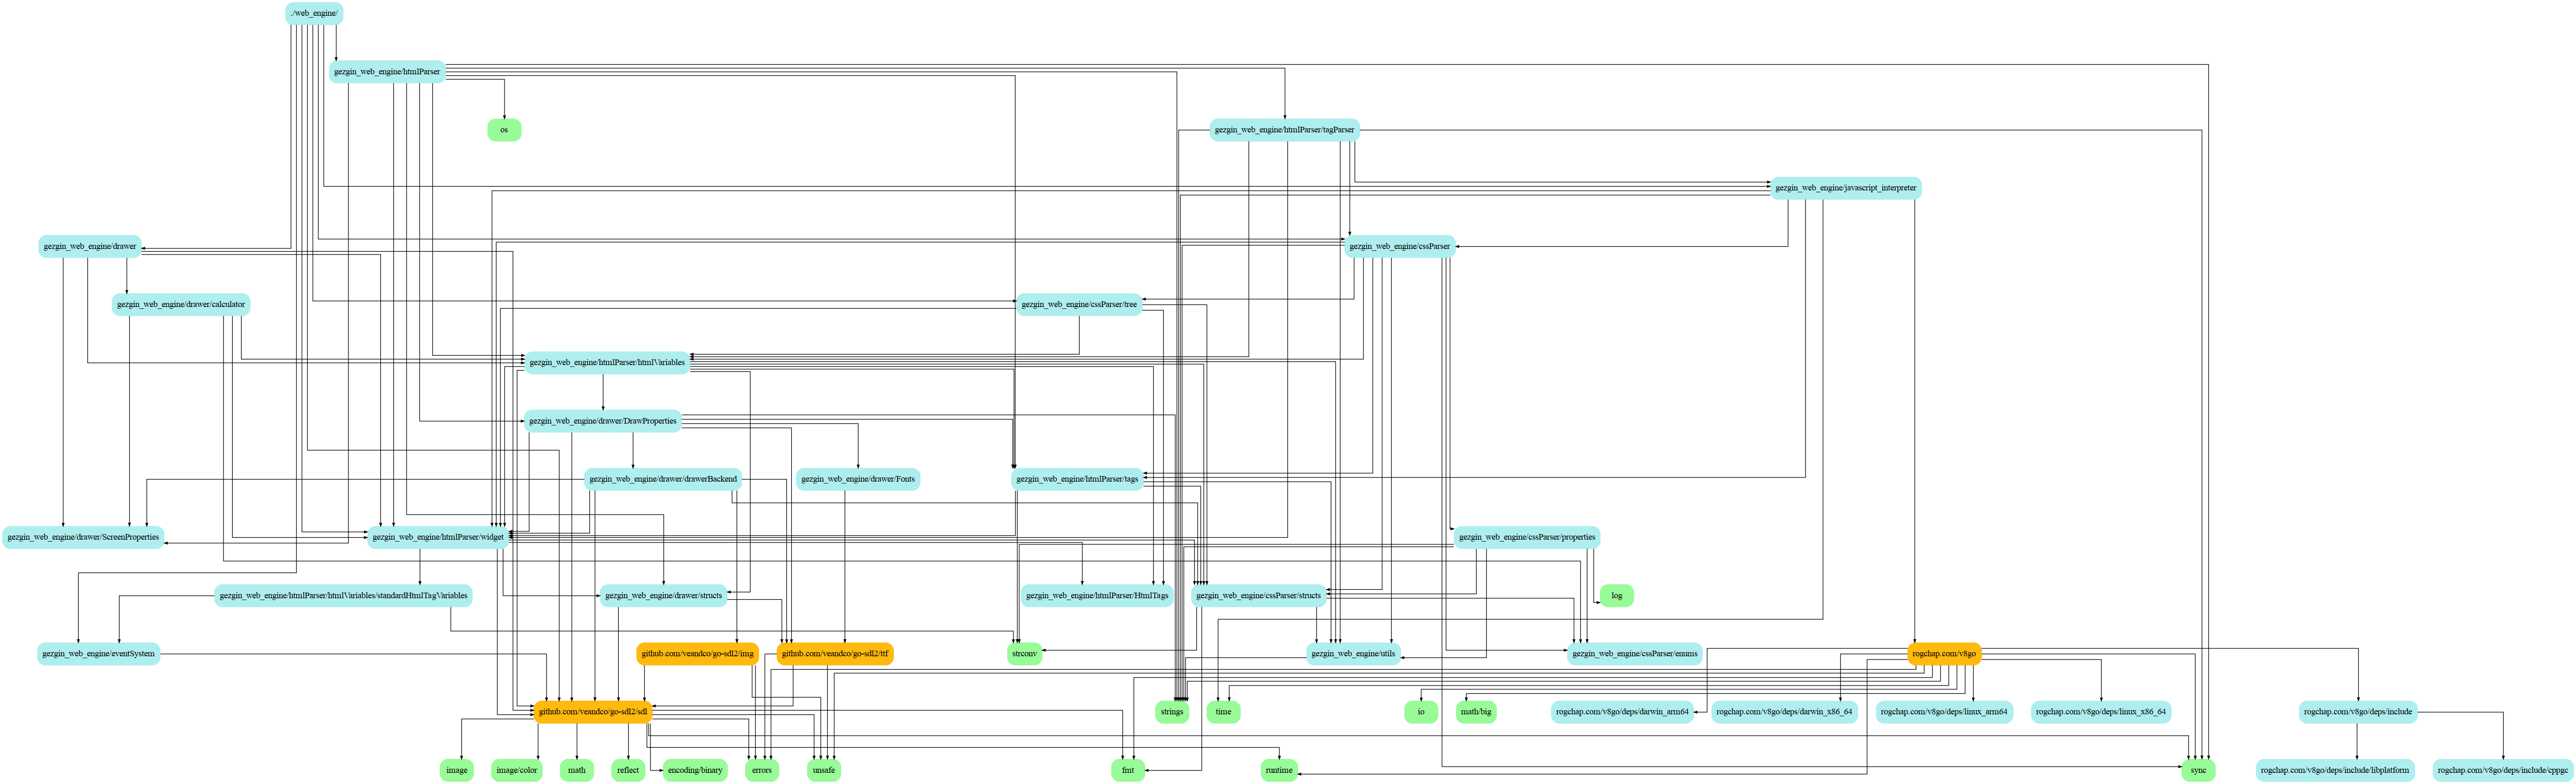 ./web_engine/
gezgin_web_engine/htmlParser
os
gezgin_web_engine/htmlParser/tagParser
gezgin_web_engine/javascript_interpreter
gezgin_web_engine/drawer
gezgin_web_engine/cssParser
gezgin_web_engine/drawer/calculator
gezgin_web_engine/cssParser/tree
gezgin_web_engine/htmlParser/htmlVariables
gezgin_web_engine/drawer/DrawProperties
gezgin_web_engine/drawer/drawerBackend
gezgin_web_engine/drawer/Fonts
gezgin_web_engine/htmlParser/tags
gezgin_web_engine/drawer/ScreenProperties
gezgin_web_engine/htmlParser/widget
gezgin_web_engine/cssParser/properties
gezgin_web_engine/htmlParser/htmlVariables/standardHtmlTagVariables
gezgin_web_engine/drawer/structs
gezgin_web_engine/htmlParser/HtmlTags
gezgin_web_engine/cssParser/structs
log
gezgin_web_engine/eventSystem
github.com/veandco/go-sdl2/img
github.com/veandco/go-sdl2/ttf
strconv
gezgin_web_engine/utils
gezgin_web_engine/cssParser/enums
rogchap.com/v8go
github.com/veandco/go-sdl2/sdl
strings
time
io
math/big
rogchap.com/v8go/deps/darwin_arm64
rogchap.com/v8go/deps/darwin_x86_64
rogchap.com/v8go/deps/linux_arm64
rogchap.com/v8go/deps/linux_x86_64
rogchap.com/v8go/deps/include
image
image/color
math
reflect
encoding/binary
errors
unsafe
fmt
runtime
sync
rogchap.com/v8go/deps/include/libplatform
rogchap.com/v8go/deps/include/cppgc